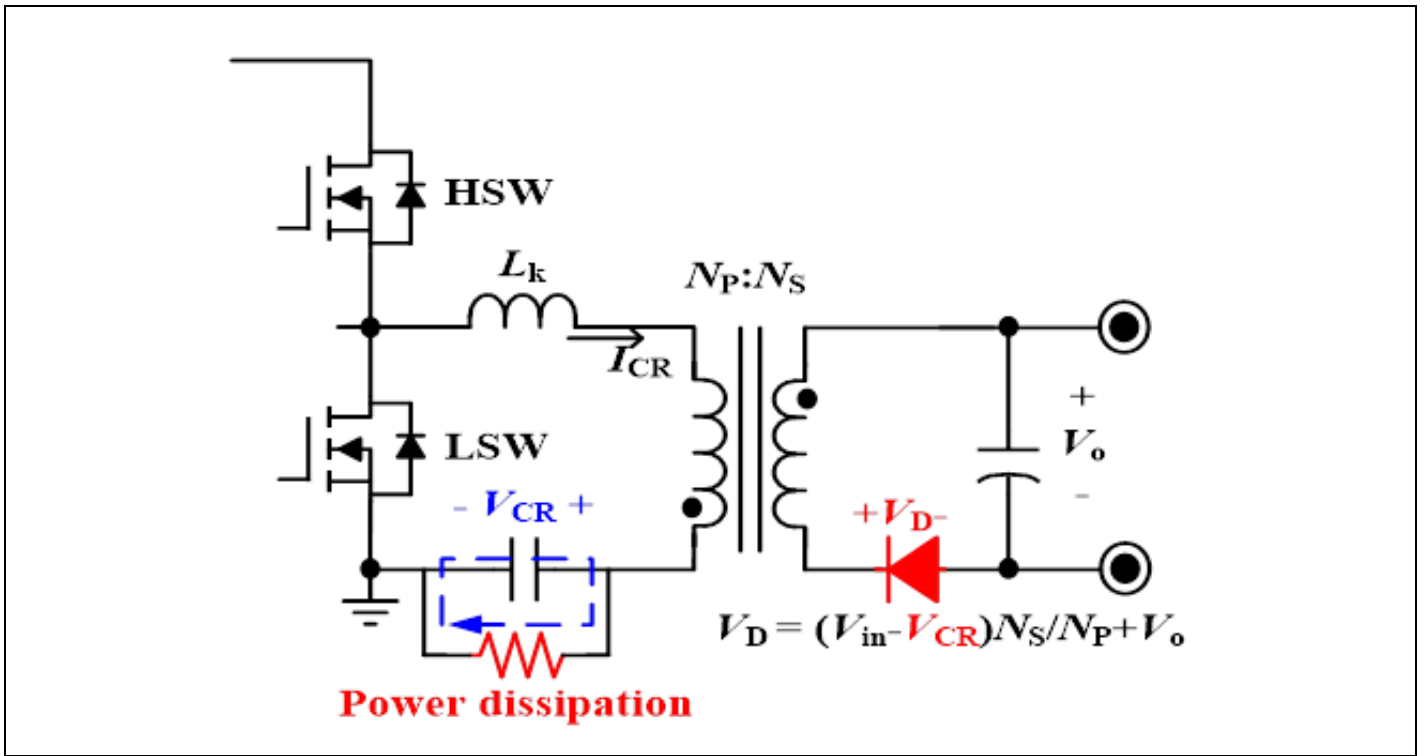 HSW
Lk
NP:NS
ICR
LSW
- VCR +
+
Vo
-
+VD-
VD = (Vin-VCR)NS/NP+Vo
Power dissipation